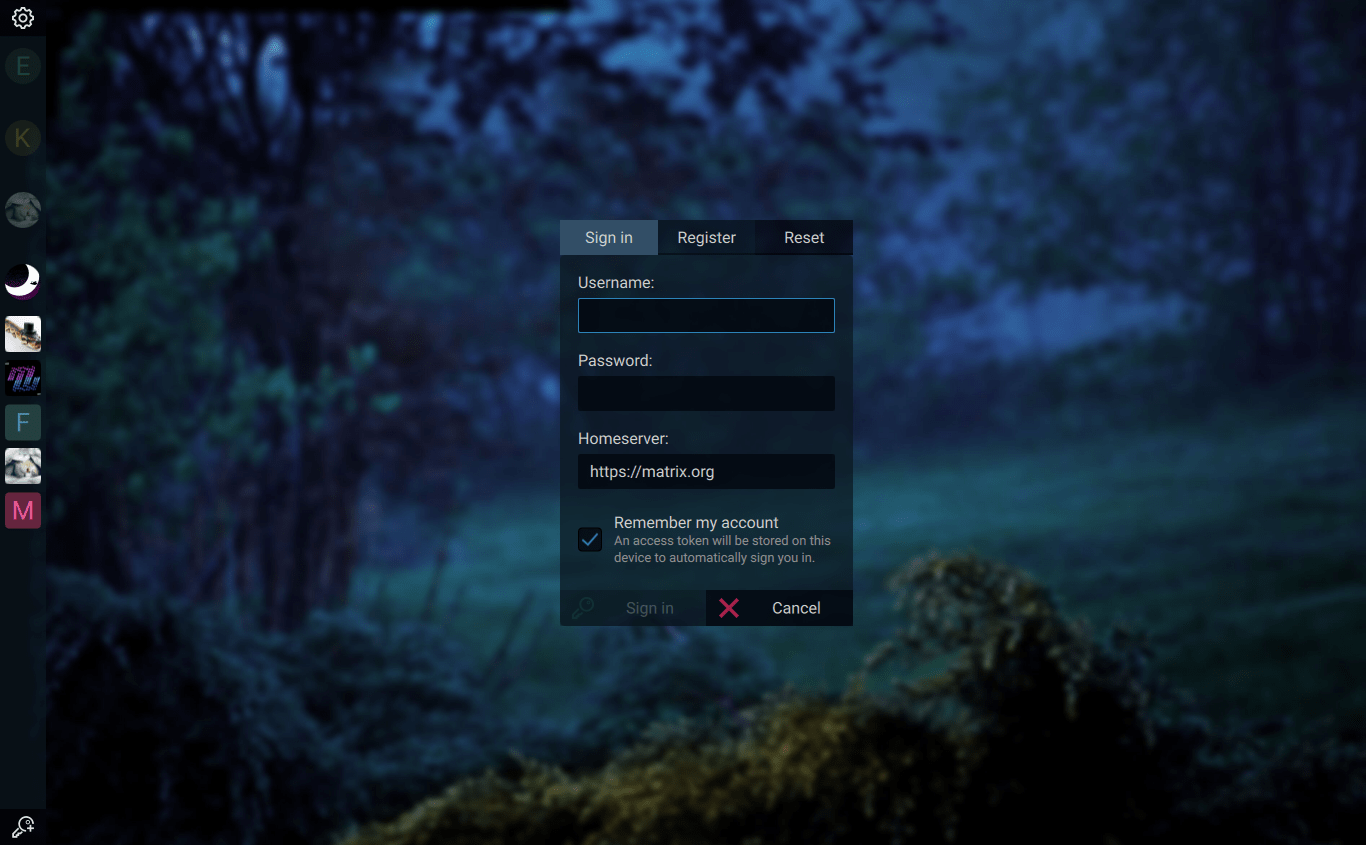 E
K
F
M
Sign in Register Reset
Username:
Password:
Homeserver:
https://matrix.org
Remember my account
An access token will be stored on this
device to automatically sign you in.
Sign in Cancel